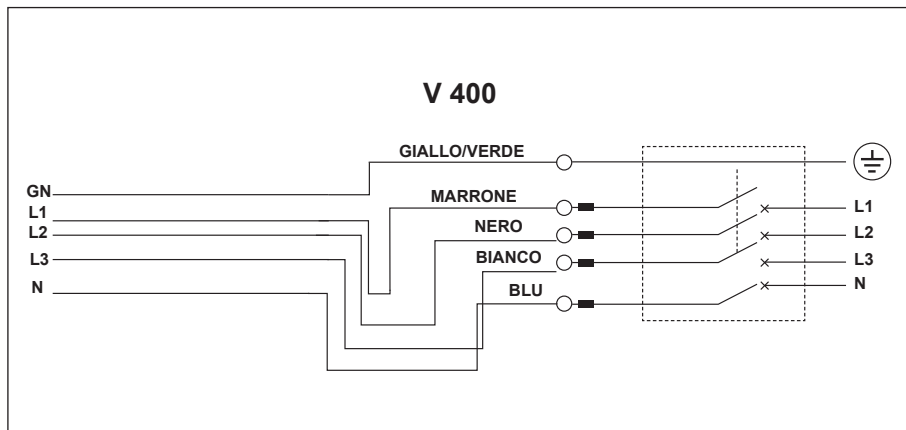 V 400
GIALLO/VERDE
GN
MARRONE
L1
L1
L2
NERO
L2
L3
BIANCO
L3
N
BLU
N